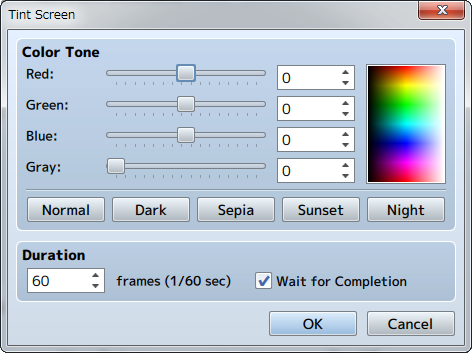 Tint Screen
Color Tone
Red: 0
Green: 0
Blue: 0
Gray: 0
Normal Dark Sepia Sunset Night
Duration
60 frames (1/60 sec) Wait for Completion
OK Cancel